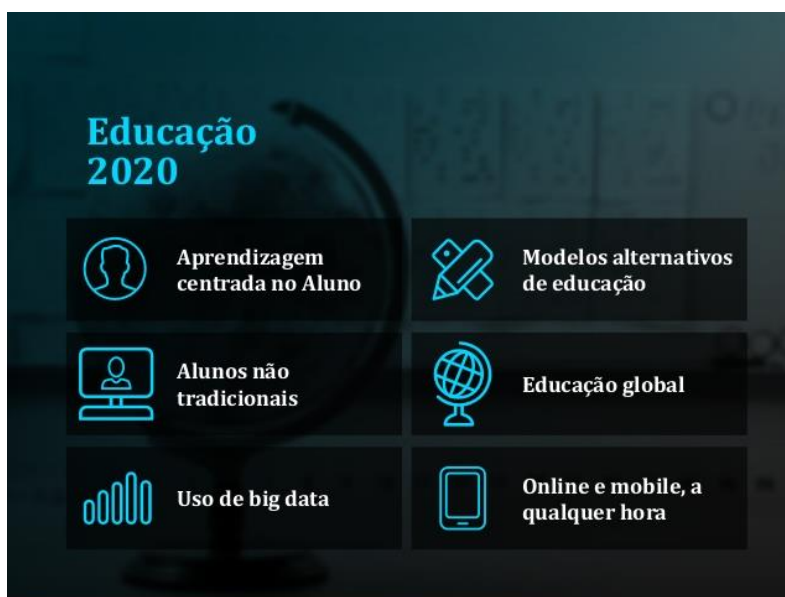 Educação
2020
Aprendizagem
centrada no Aluno
Modelos alternativos
de educação
Alunos não
tradicionais
Educação global
Uso de big data
Online e mobile, a
qualquer hora